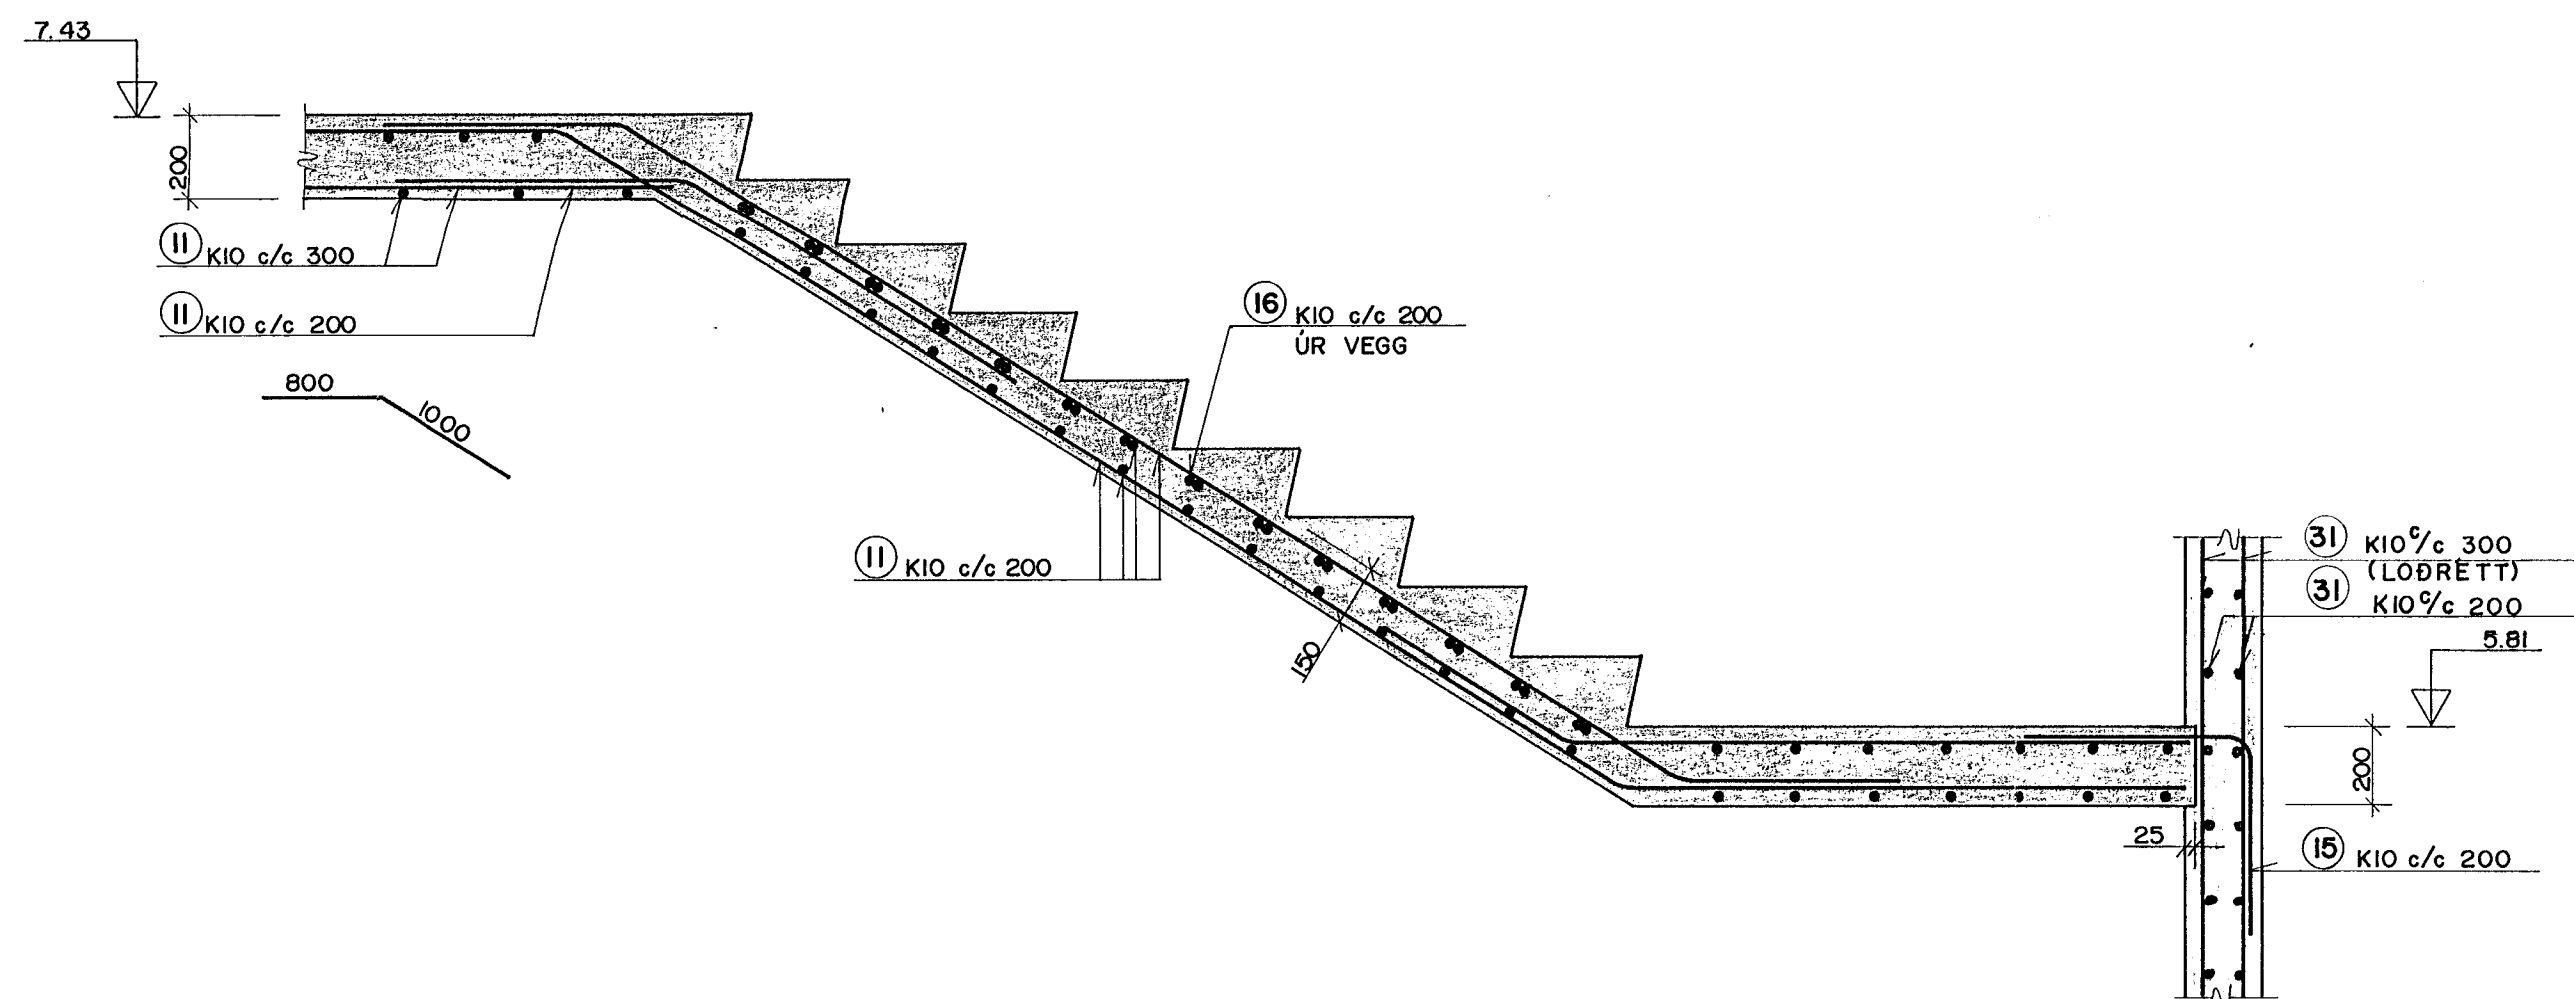 7.43
200
11 K10 c/c 300
11 K10 c/c 200
800
1000
16 K10 c/c 200
ÚR VEGG
11 K10 c/c 200
150
31 K10 c/c 300
(LOÐRÉTT)
31 K10 c/c 200
5.81
200
25
15 K10 c/c 200